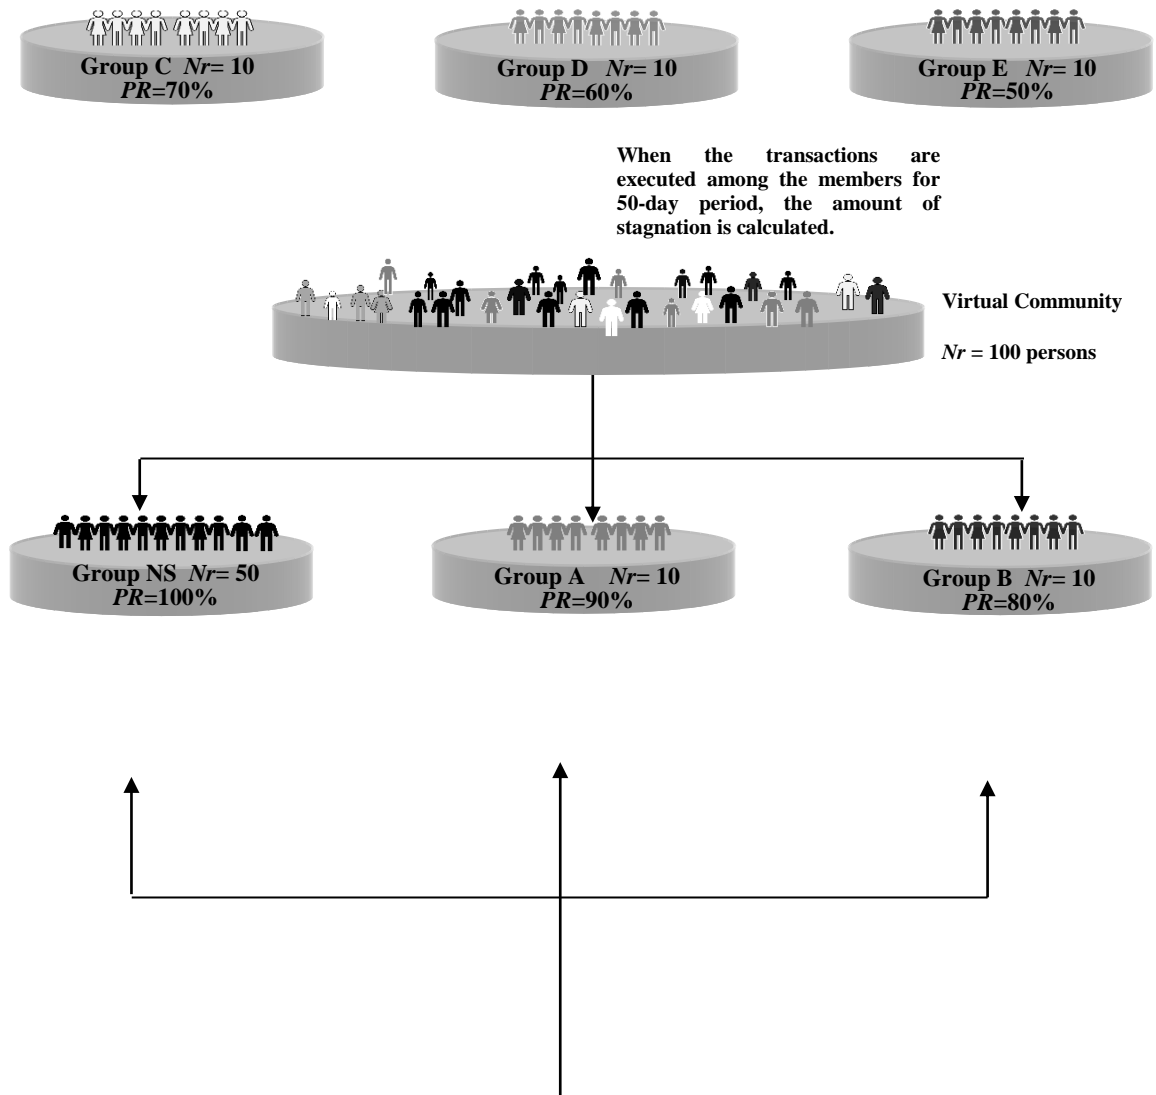 Group C Nr= 10
PR=70%
Group D Nr= 10
PR=60%
Group E Nr= 10
PR=50%
When the transactions are
executed among the members for
50-day period, the amount of
stagnation is calculated.
Virtual Community
Nr = 100 persons
Group NS Nr= 50
PR=100%
Group A Nr= 10
PR=90%
Group B Nr= 10
PR=80%